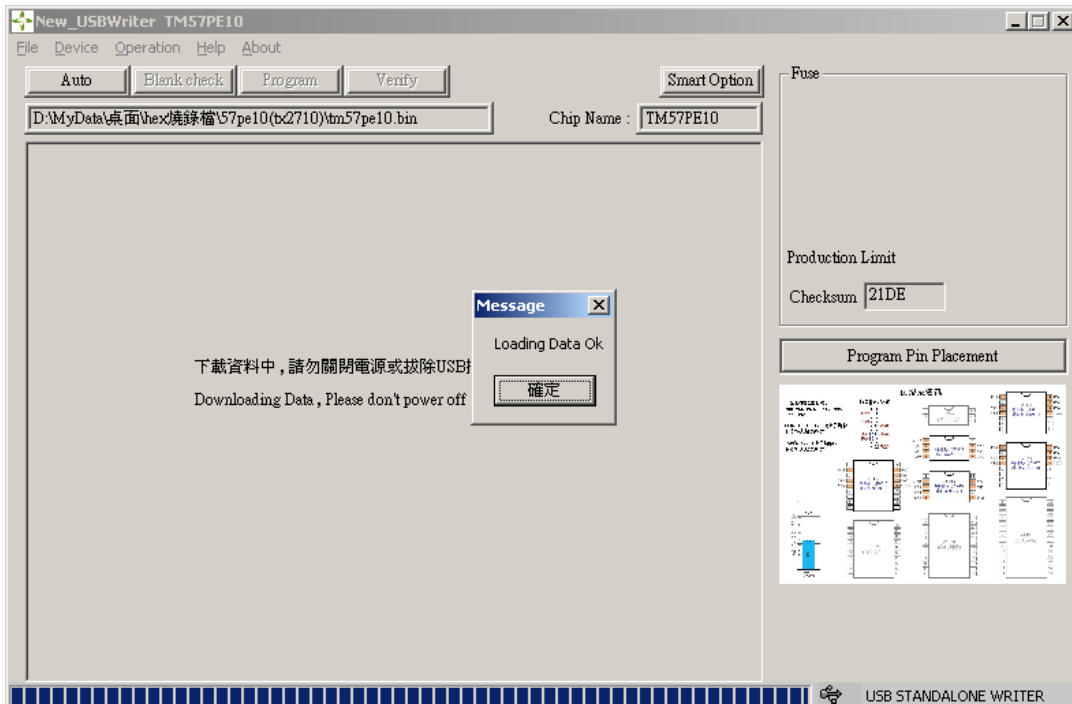 New_USBWriter TM57PE10
File Device Operation Help About
Auto Blank check Program Verify Smart Option
D:\MyData\桌面\hex燒錄檔\57pe10(tx2710)\tm57pe10.bin Chip Name : TM57PE10
Fuse
Production Limit
Checksum 21DE
Program Pin Placement
Message
Loading Data Ok
確定
下載資料中 , 請勿關閉電源或拔除USB
Downloading Data , Please don't power off
USB STANDALONE WRITER